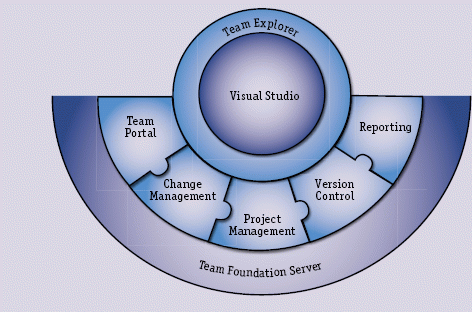 Team Explorer
Visual Studio
Team
Portal
Reporting
Change
Management
Version
Control
Project
Management
Team Foundation Server